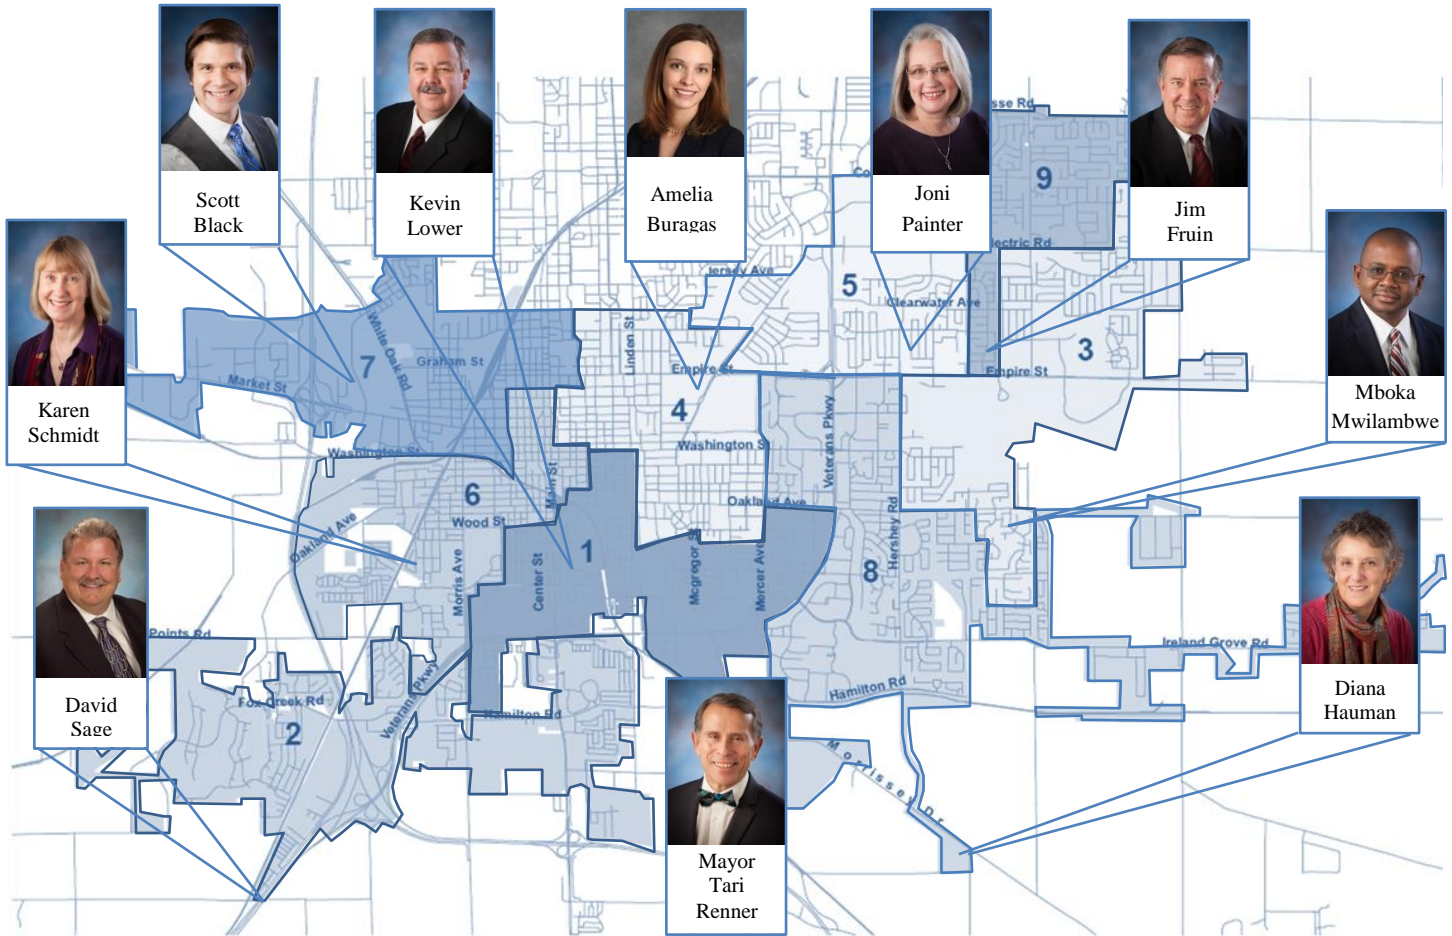 Scott
Black
Kevin
Lower
Amelia
Buragas
Joni
Painter
Jim
Fruin
Karen
Schmidt
Mboka
Mwilambwe
David
Sage
Diana
Hauman
Mayor
Tari
Renner
sse Rd
Co
9
lectric Rd
Jersey Ave
5
Clearwater Ave
3
White Oak Rd
Graham St
7
Market St
Linden St
Empire St
Empire St
4
Washington St
Washington St
Veterans Pkwy
6
Main St
Wood St
Oakland Ave
Oakland Ave
1
Center St
Morris Ave
Mcgregor S
Mercer Ave
Hershey Rd
8
Points Rd
Ireland Grove Rd
Fox Creek Rd
2
Veterans Pkwy
Hamilton Rd
Hamilton Rd
Morrissey Dr